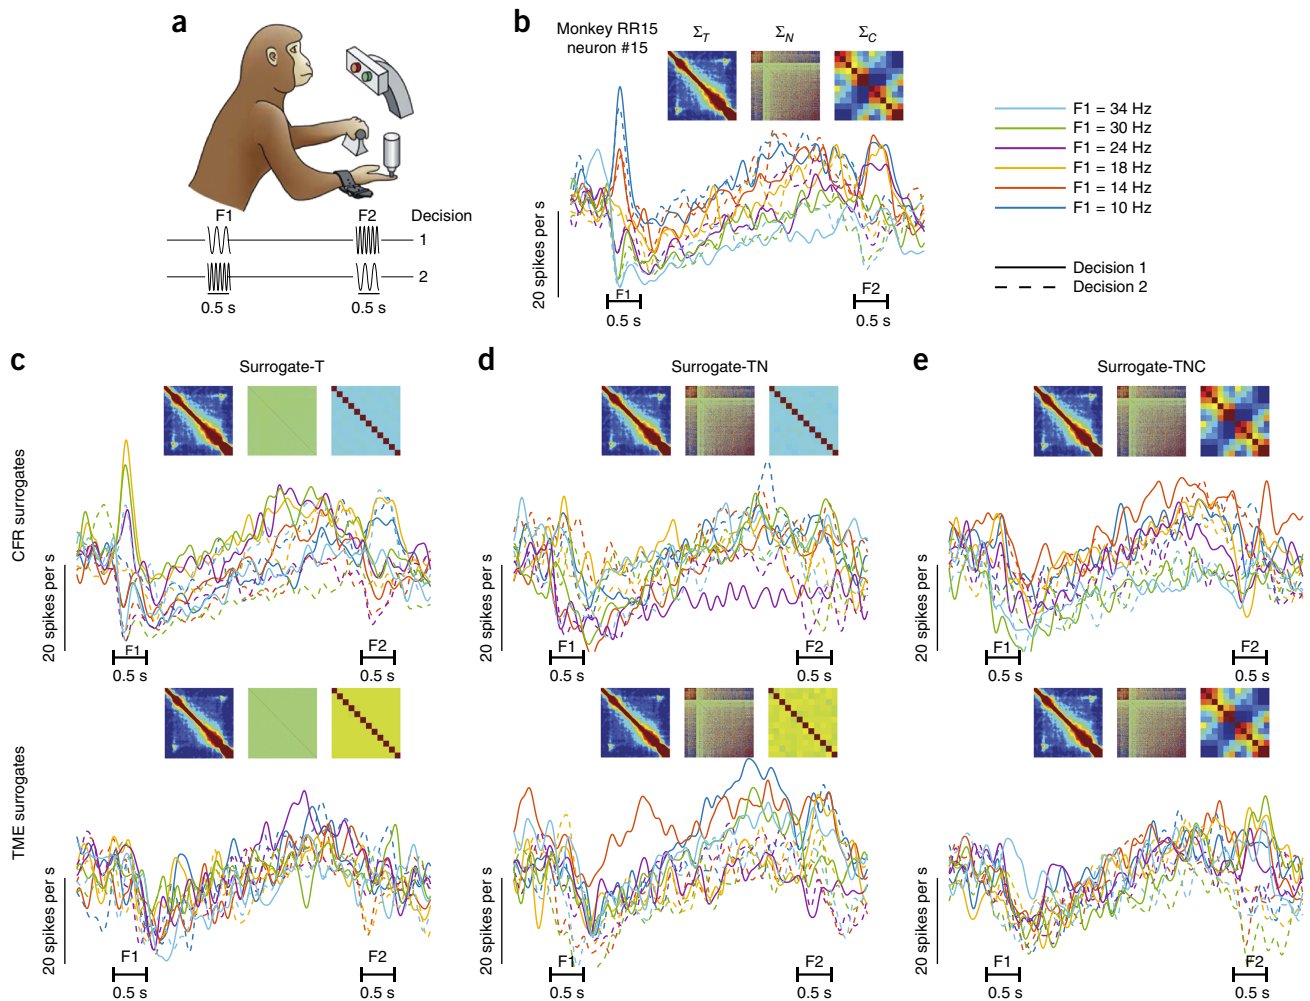 a
F1 F2 Decision
1
2
0.5 s 0.5 s
b
Monkey RR15
neuron #15
ΣT ΣN ΣC
20 spikes per s
F1 F2
0.5 s 0.5 s
F1 = 34 Hz
F1 = 30 Hz
F1 = 24 Hz
F1 = 18 Hz
F1 = 14 Hz
F1 = 10 Hz
Decision 1
Decision 2
c
Surrogate-T
d
Surrogate-TN
e
Surrogate-TNC
CFR surrogates
20 spikes per s
F1 F2
0.5 s 0.5 s
20 spikes per s
F1 F2
0.5 s 0.5 s
20 spikes per s
F1 F2
0.5 s 0.5 s
TME surrogates
20 spikes per s
F1 F2
0.5 s 0.5 s
20 spikes per s
F1 F2
0.5 s 0.5 s
20 spikes per s
F1 F2
0.5 s 0.5 s